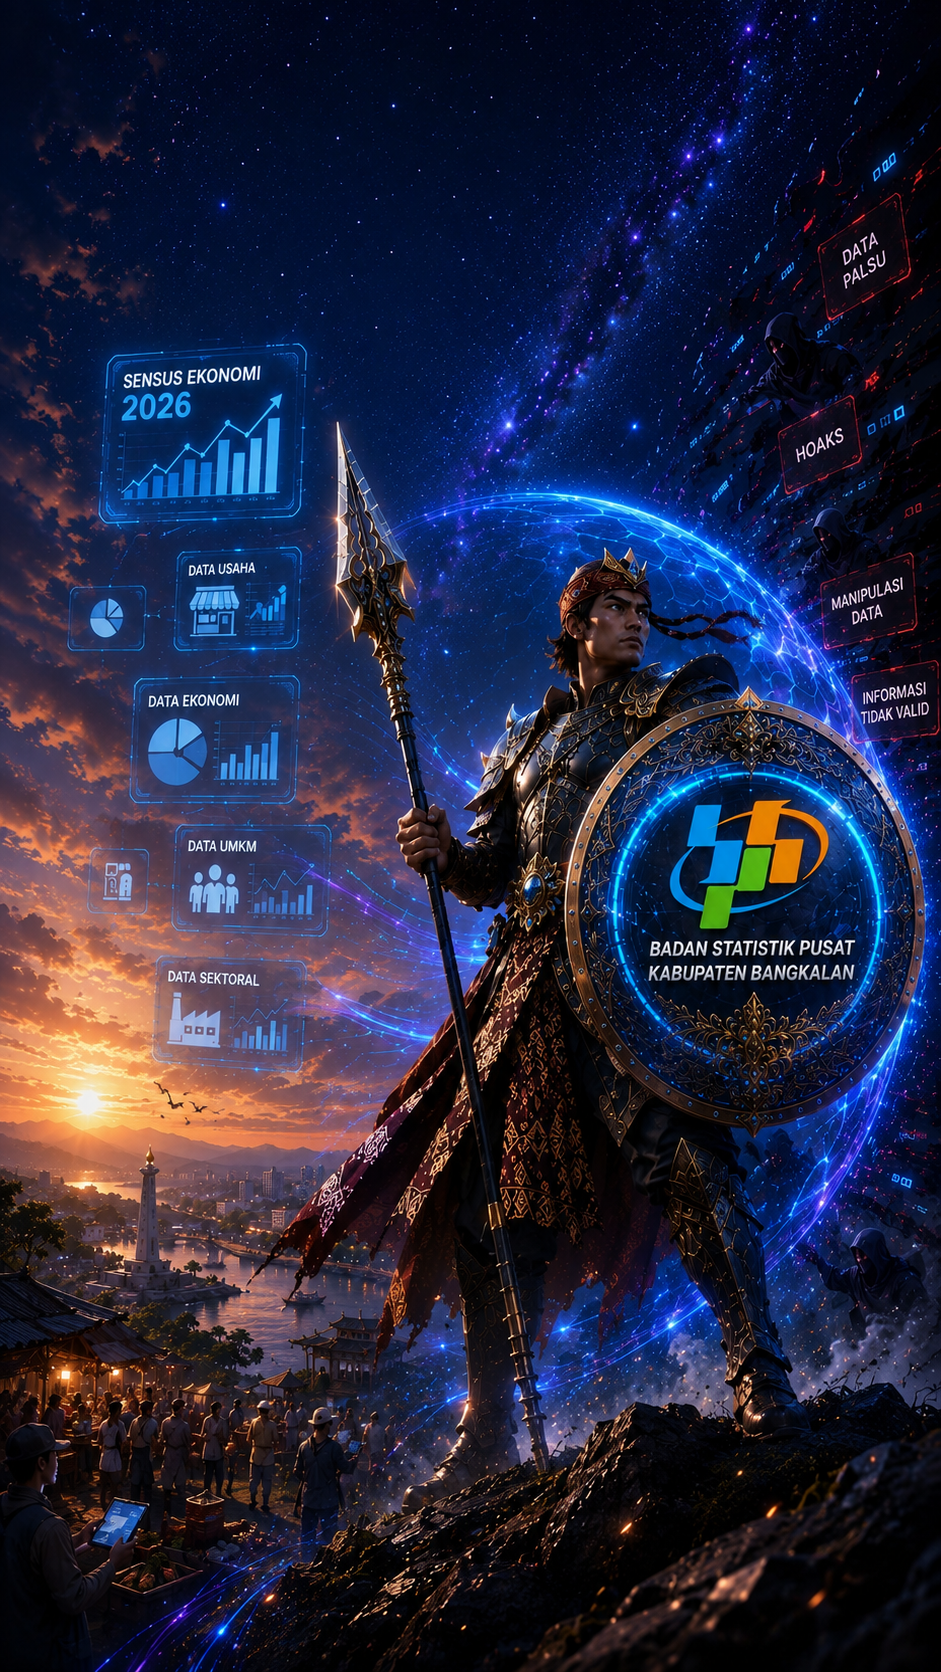 SENSUS EKONOMI
2026
DATA USAHA
DATA EKONOMI
DATA UMKM
DATA SEKTORAL
DATA
PALSU
HOAKS
MANIPULASI
DATA
INFORMASI
TIDAK VALID
BADAN STATISTIK PUSAT
KABUPATEN BANGKALAN